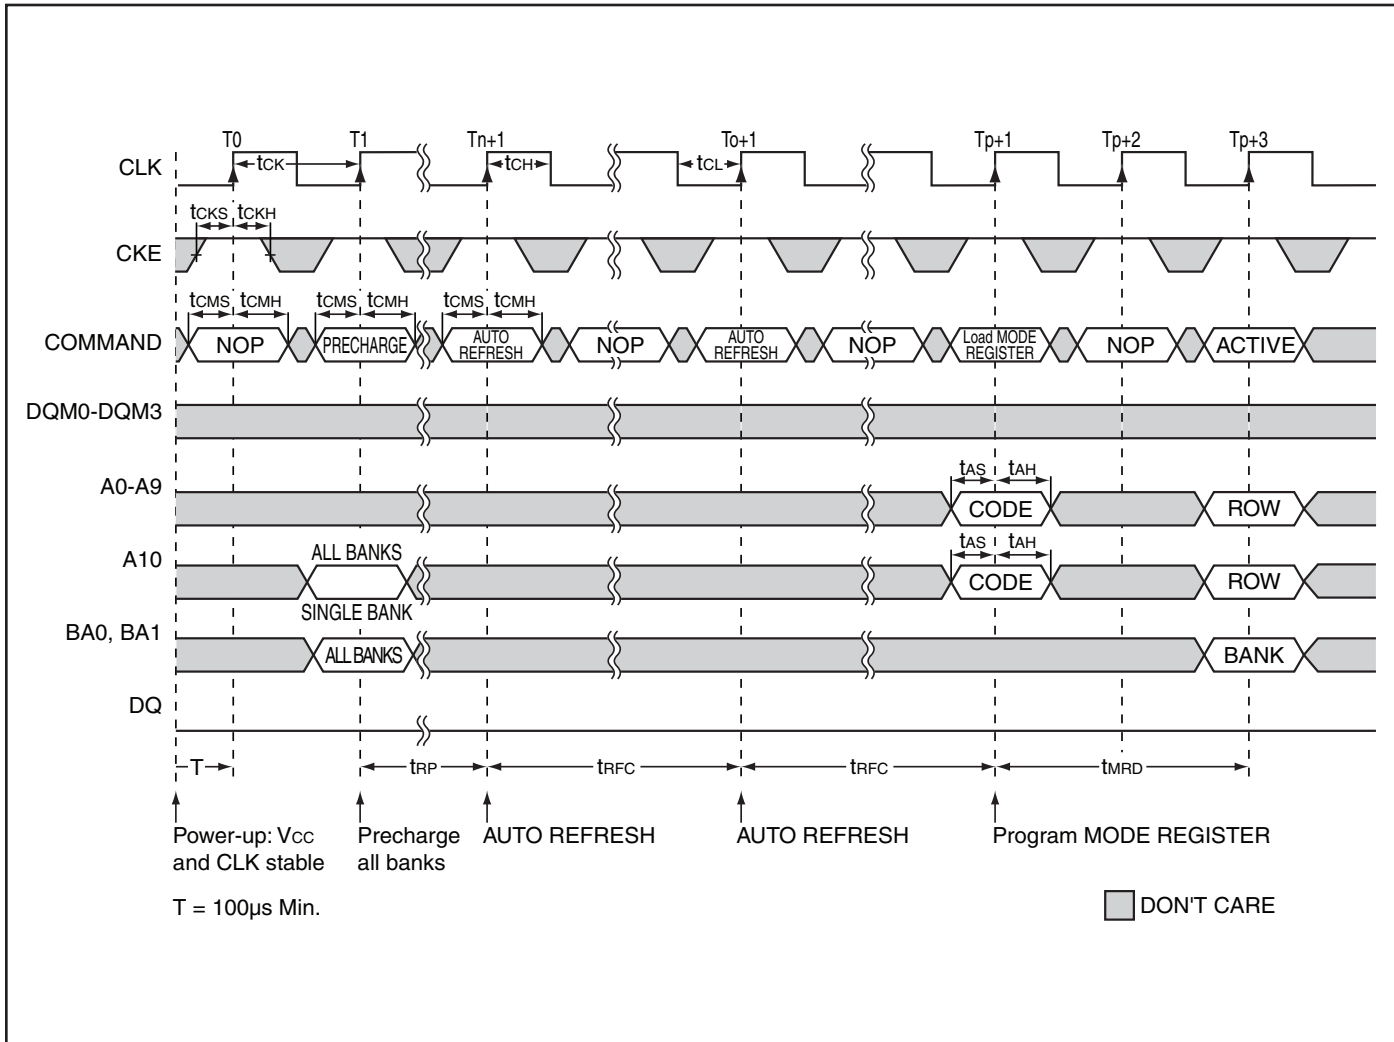 T0 T1 Tn+1 To+1 Tp+1 Tp+2 Tp+3
CLK tCK tCH tCL
tCKS tCKH
CKE
tCMS tCMH tCMS tCMH tCMS tCMH
COMMAND NOP PRECHARGE AUTO REFRESH NOP AUTO REFRESH NOP Load MODE REGISTER NOP ACTIVE
DQM0-DQM3
tAS tAH
A0-A9 CODE ROW
ALL BANKS tAS tAH
A10 CODE ROW
SINGLE BANK
BA0, BA1 ALL BANKS BANK
DQ
T tRP tRFC tRFC tMRD
Power-up: VCC
and CLK stable
Precharge
all banks
AUTO REFRESH
AUTO REFRESH
Program MODE REGISTER
T = 100µs Min.
DON'T CARE